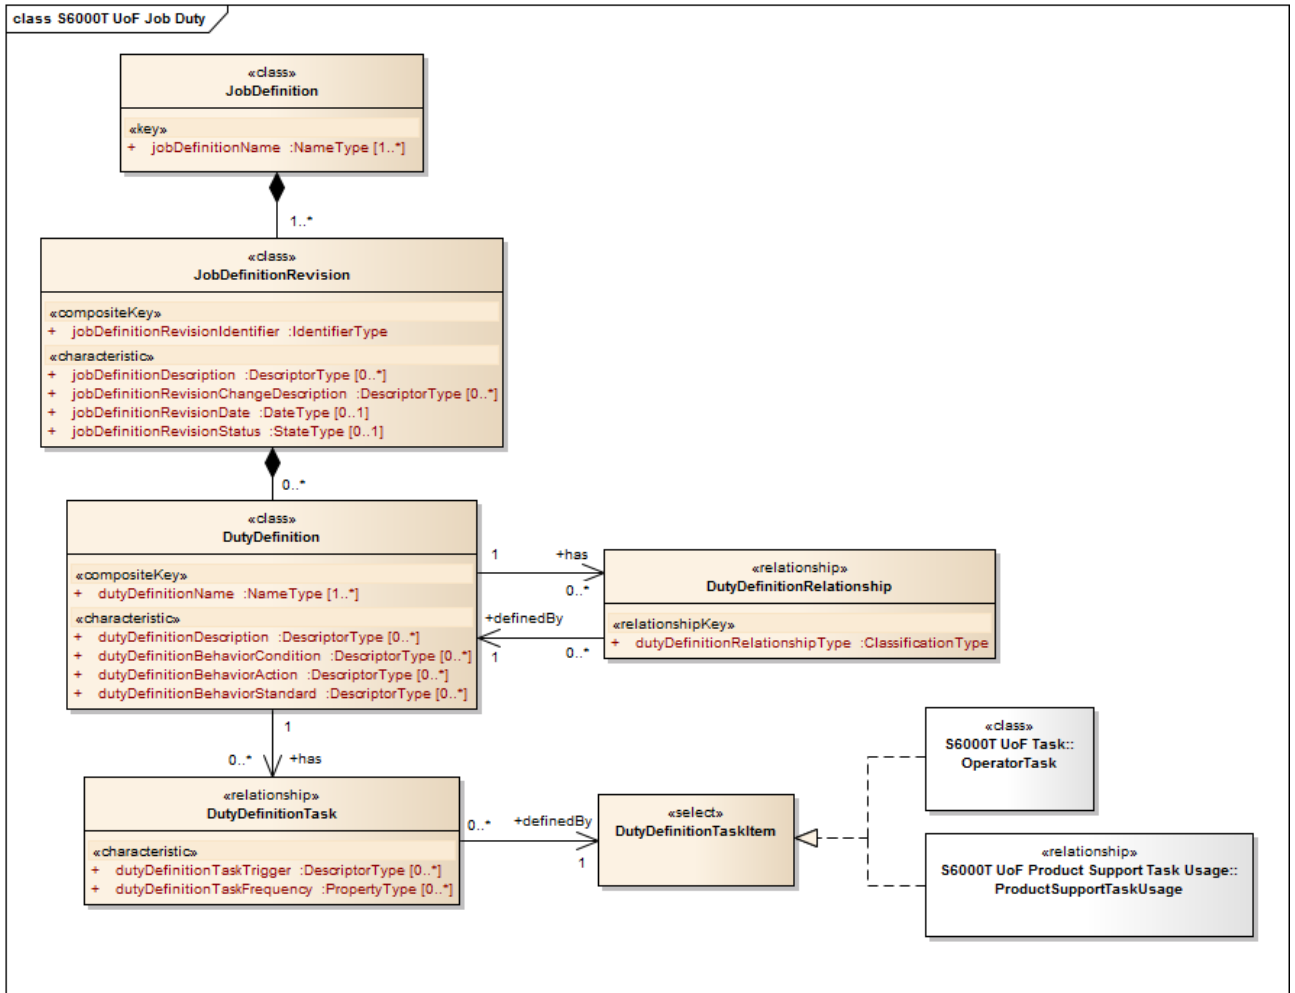 class S6000T UoF Job Duty
«class»
JobDefinition
«key»
+ jobDefinitionName :NameType [1..*]
1..*
«class»
JobDefinitionRevision
«compositeKey»
+ jobDefinitionRevisionIdentifier :IdentifierType
«characteristic»
+ jobDefinitionDescription :DescriptorType [0..*]
+ jobDefinitionRevisionChangeDescription :DescriptorType [0..*]
+ jobDefinitionRevisionDate :DateType [0..1]
+ jobDefinitionRevisionStatus :StateType [0..1]
0..*
«class»
DutyDefinition
«compositeKey»
+ dutyDefinitionName :NameType [1..*]
«characteristic»
+ dutyDefinitionDescription :DescriptorType [0..*]
+ dutyDefinitionBehaviorCondition :DescriptorType [0..*]
+ dutyDefinitionBehaviorAction :DescriptorType [0..*]
+ dutyDefinitionBehaviorStandard :DescriptorType [0..*]
1 +has
0..*
+definedBy
1 0..*
«relationship»
DutyDefinitionRelationship
«relationshipKey»
+ dutyDefinitionRelationshipType :ClassificationType
1
0..* +has
«relationship»
DutyDefinitionTask
«characteristic»
+ dutyDefinitionTaskTrigger :DescriptorType [0..*]
+ dutyDefinitionTaskFrequency :PropertyType [0..*]
0..* +definedBy
1
«select»
DutyDefinitionTaskItem
«class»
S6000T UoF Task::
OperatorTask
«relationship»
S6000T UoF Product Support Task Usage::
ProductSupportTaskUsage